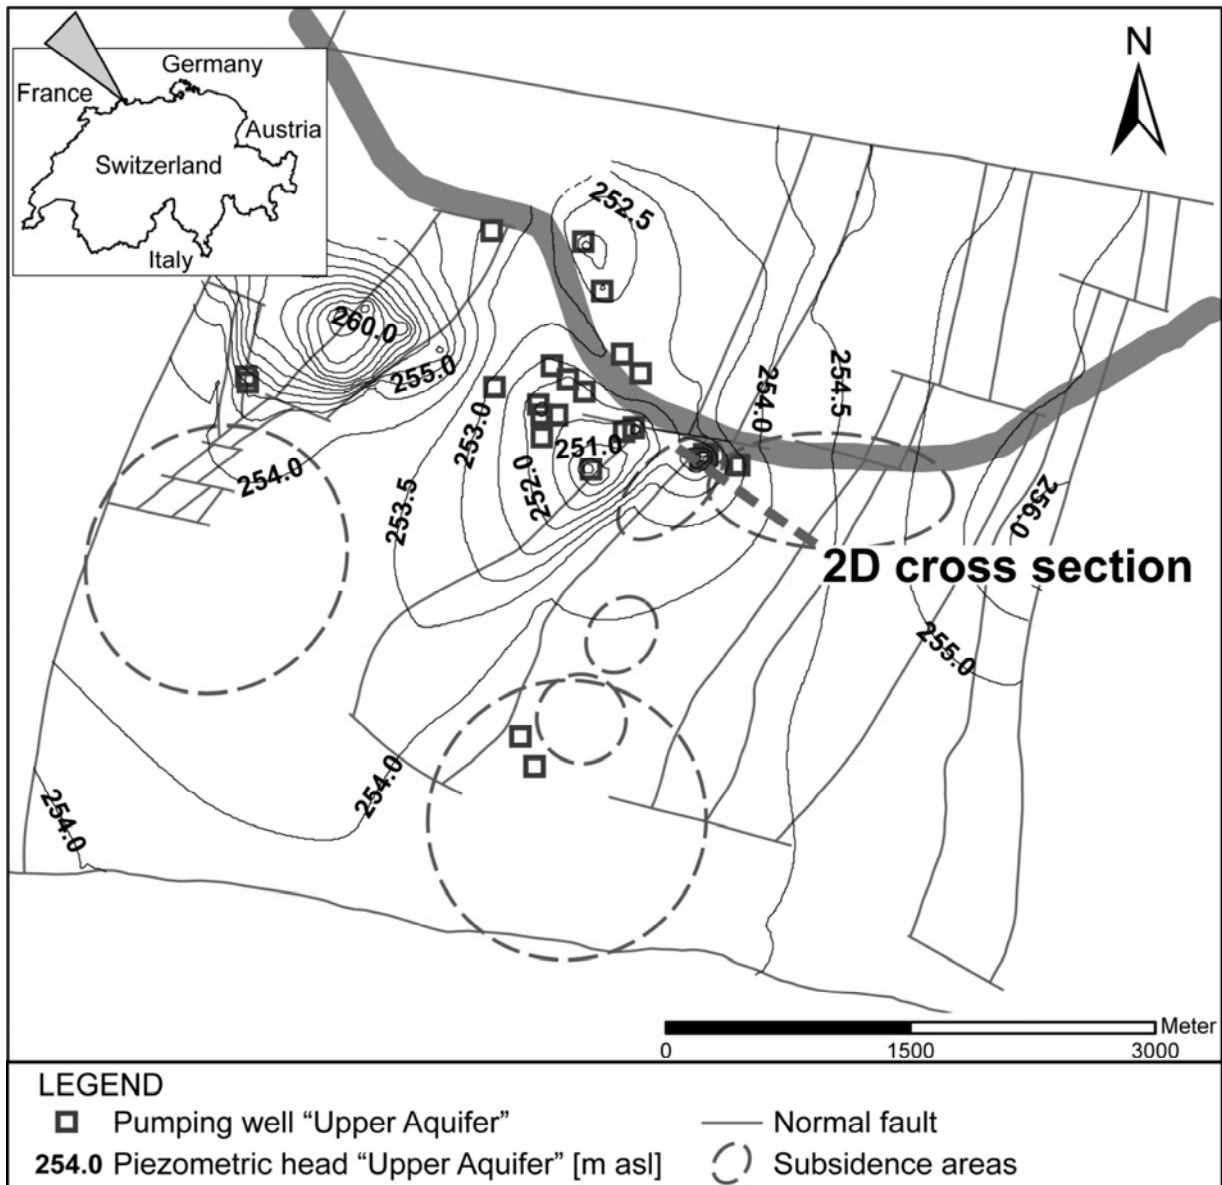 N
Germany
France
Austria
Switzerland
Italy
252.5
260.0
255.0
254.5
254.0
253.0
251.0
254.0
252.0
253.5
256.0
2D cross section
255.0
254.0
254.0
Meter
0 1500 3000
LEGEND
Pumping well “Upper Aquifer”
Normal fault
254.0 Piezometric head “Upper Aquifer” [m asl]
Subsidence areas